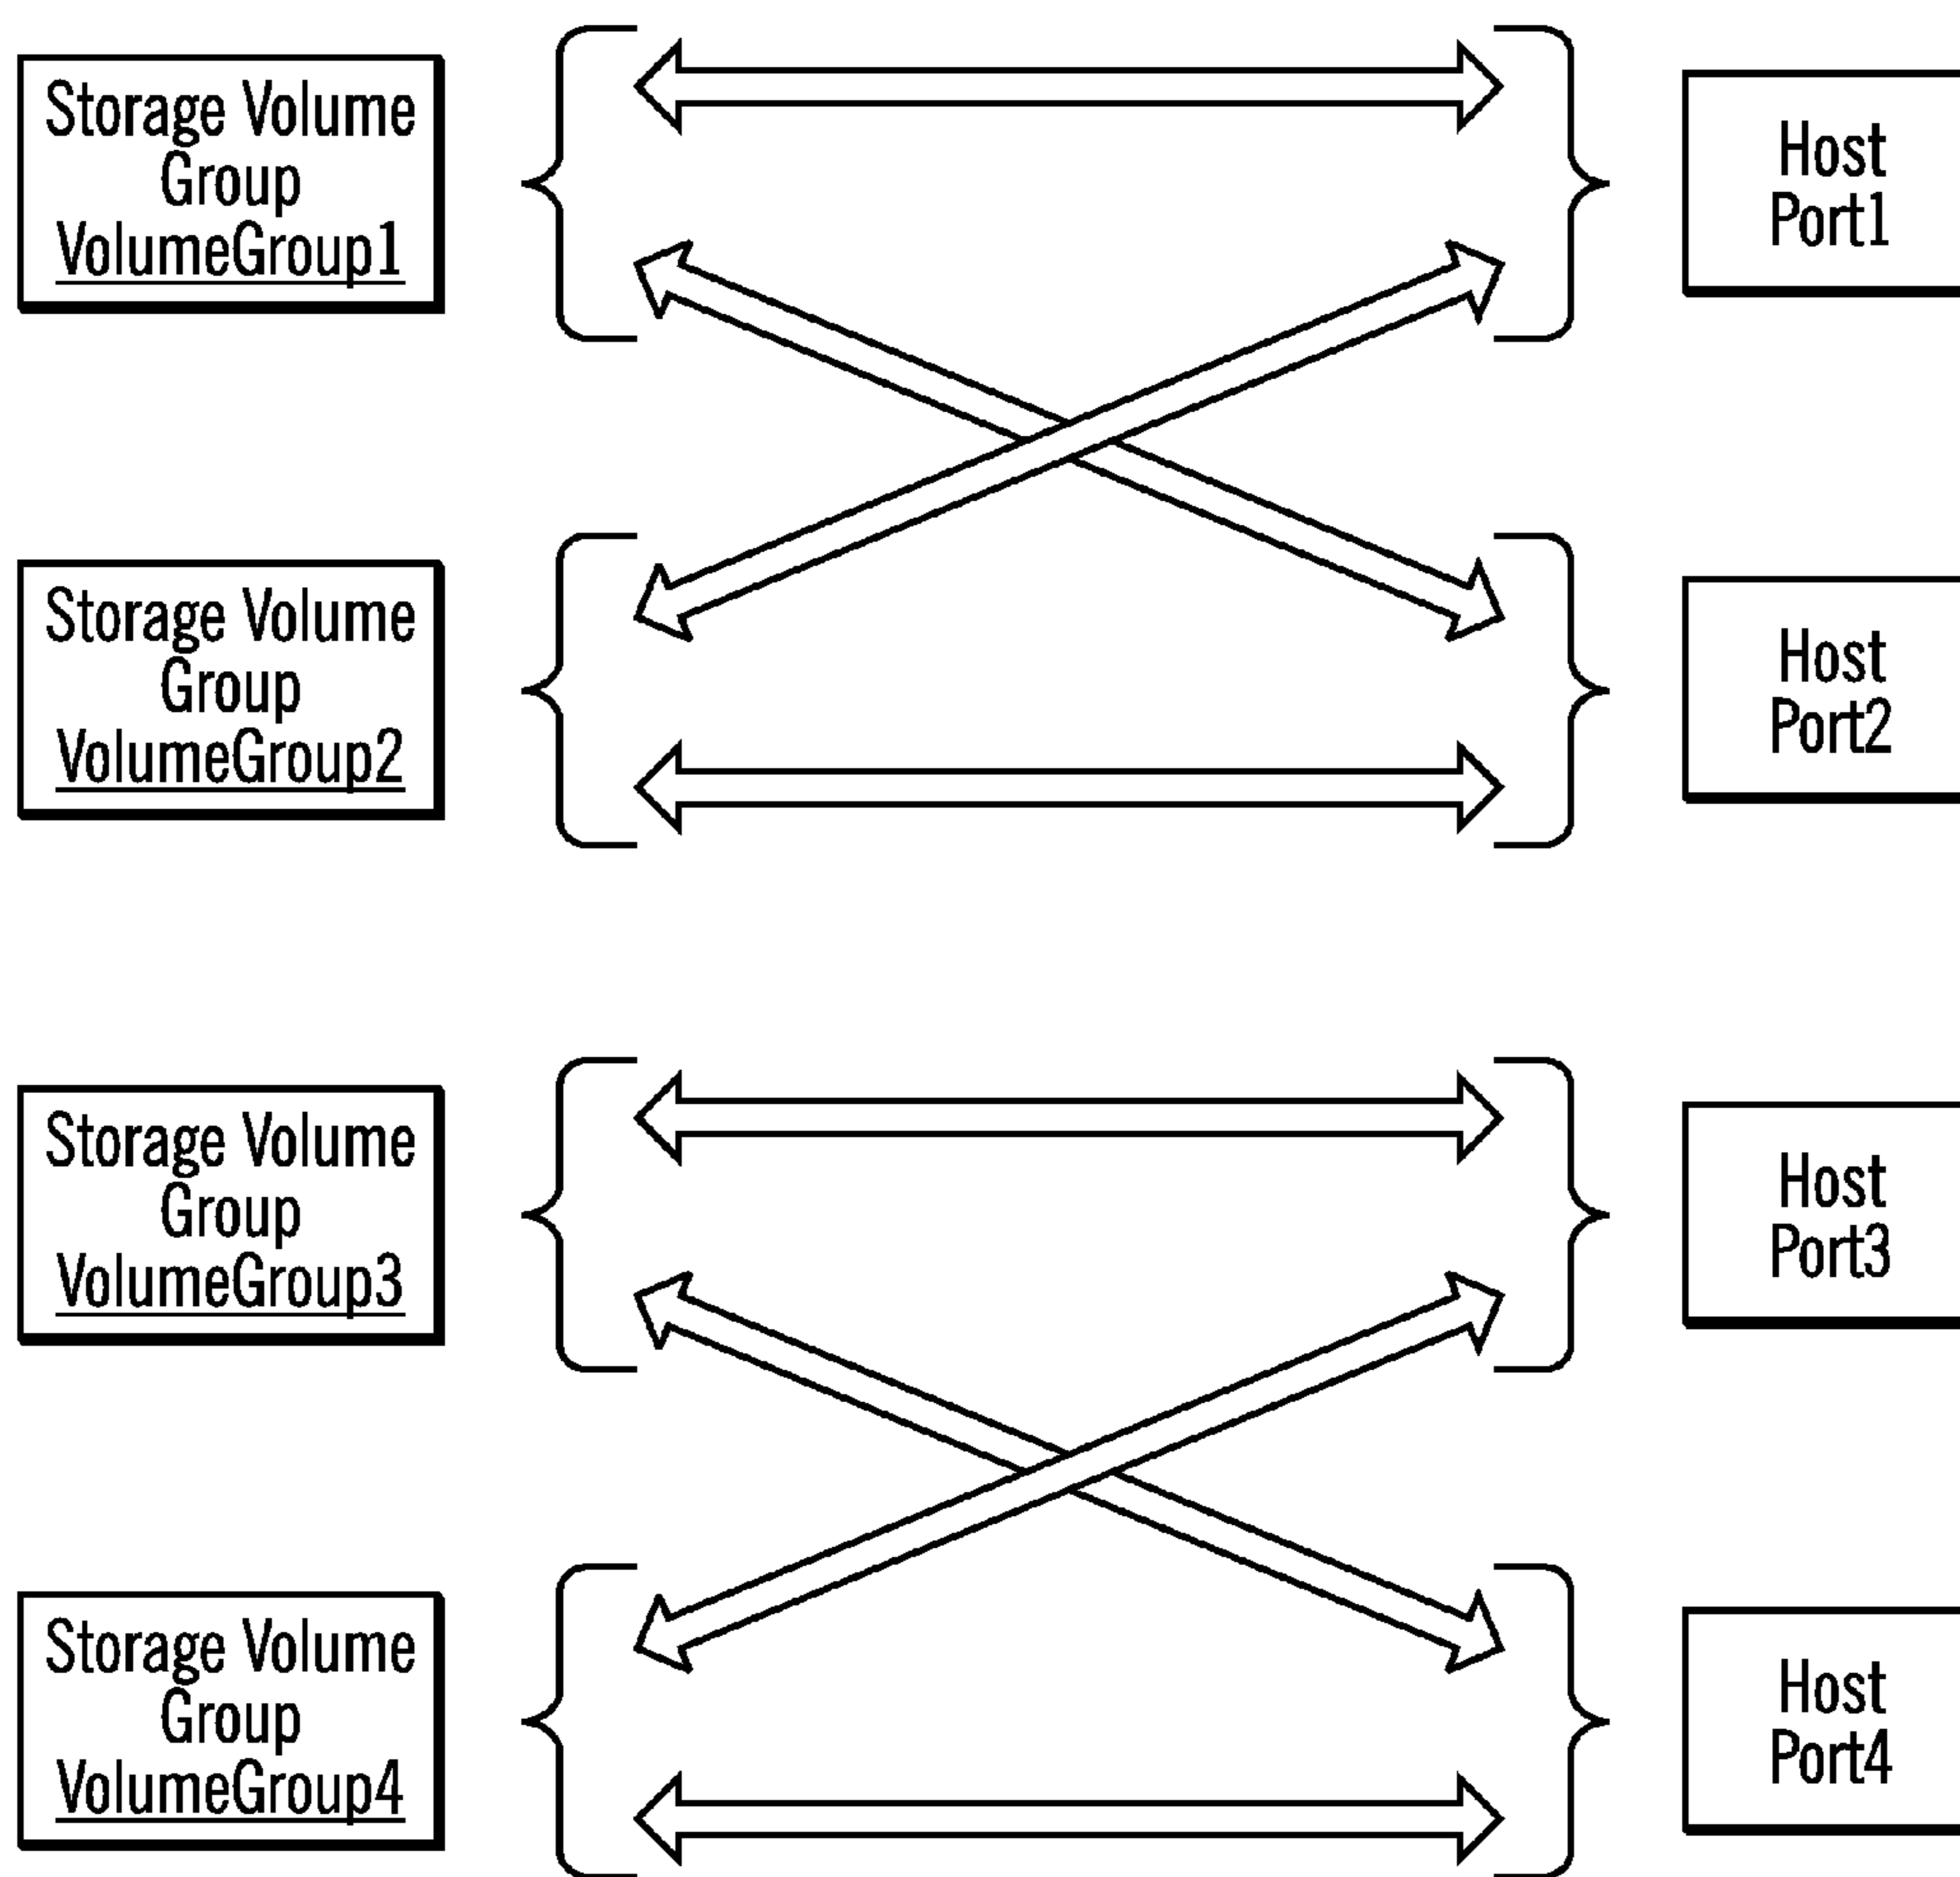 Storage Volume
Group
VolumeGroup1
Host
Port1
Storage Volume
Group
VolumeGroup2
Host
Port2
Storage Volume
Group
VolumeGroup3
Host
Port3
Storage Volume
Group
VolumeGroup4
Host
Port4